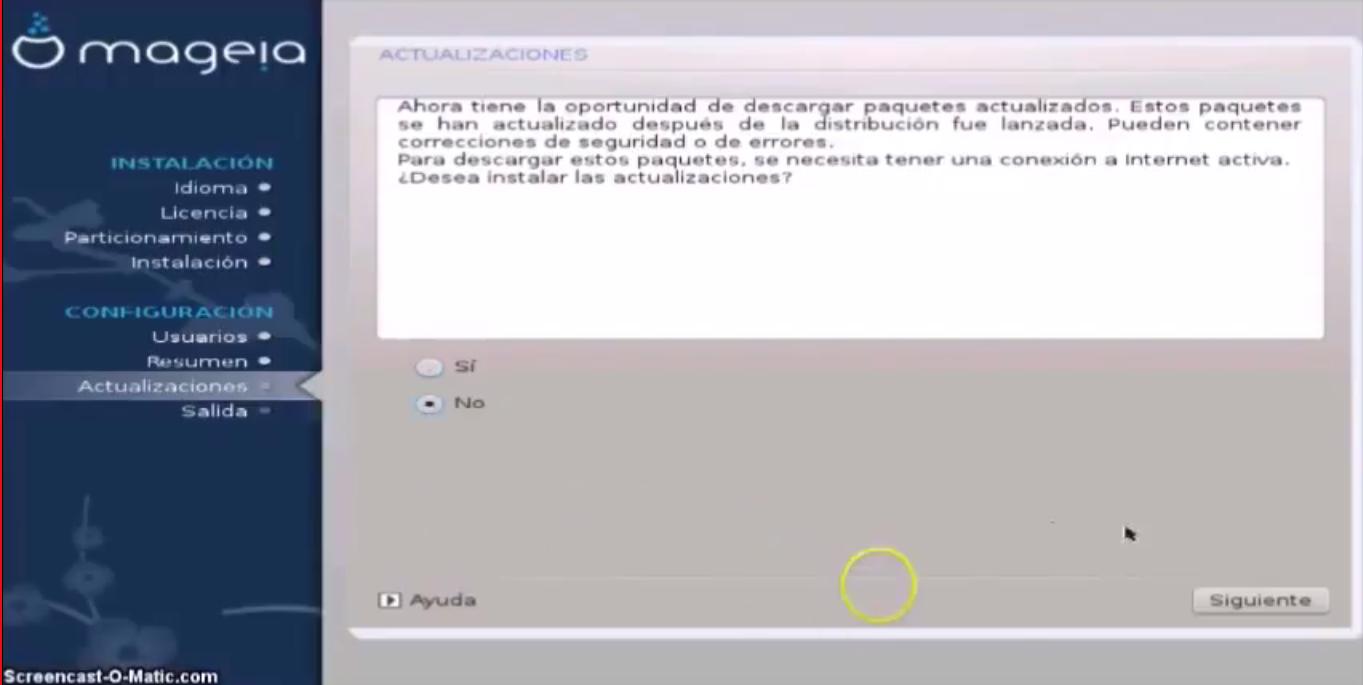 mageia
INSTALACIÓN
Idioma
Licencia
Particionamiento
Instalación
CONFIGURACIÓN
Usuarios
Resumen
Actualizaciones
Salida
ACTUALIZACIONES
Ahora tiene la oportunidad de descargar paquetes actualizados. Estos paquetes
se han actualizado después de la distribución fue lanzada. Pueden contener
correcciones de seguridad o de errores.
Para descargar estos paquetes, se necesita tener una conexión a Internet activa.
¿Desea instalar las actualizaciones?
Sí
No
Ayuda
Siguiente
Screencast-O-Matic.com